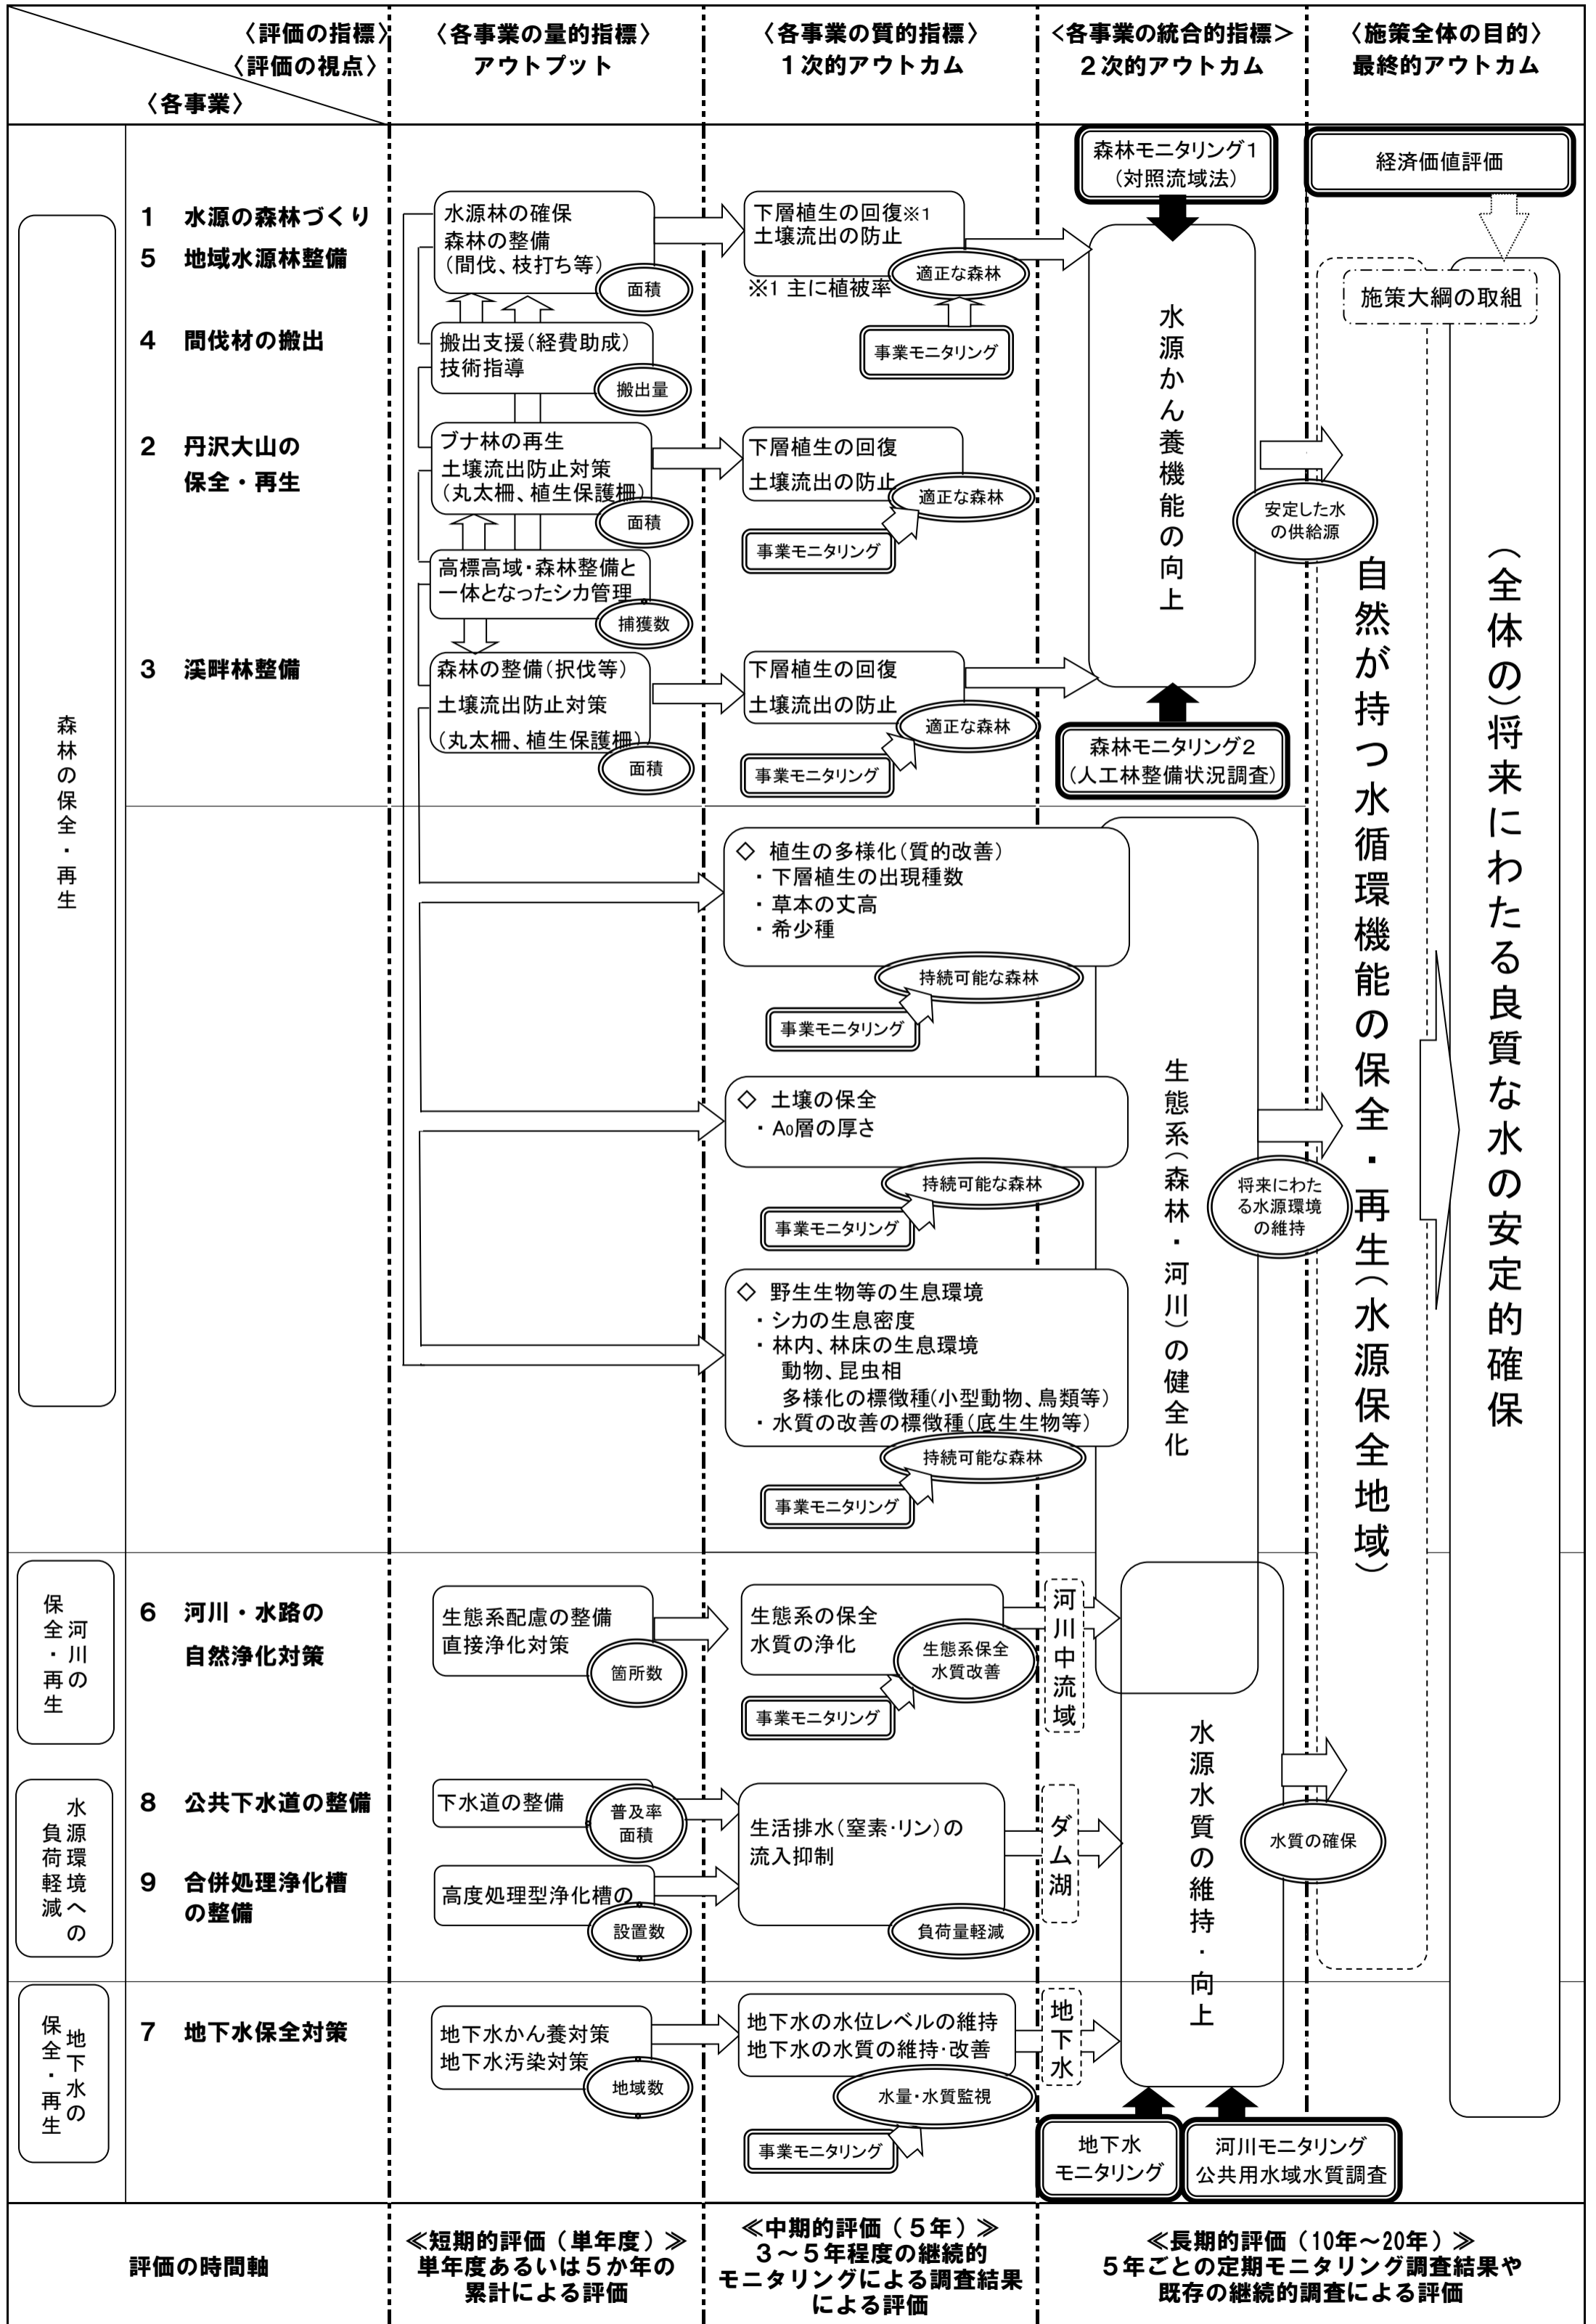 〈評価の指標〉
〈評価の視点〉
〈各事業〉
〈各事業の量的指標〉
アウトプット
〈各事業の質的指標〉
1次的アウトカム
<各事業の統合的指標>
2次的アウトカム
〈施策全体の目的〉
最終的アウトカム
森林モニタリング1
(対照流域法)
経済価値評価
森林の保全・再生
1 水源の森林づくり
5 地域水源林整備
水源林の確保
森林の整備
(間伐、枝打ち等)
面積
下層植生の回復※1
土壌流出の防止
適正な森林
※1 主に植被率
事業モニタリング
4 間伐材の搬出
搬出支援(経費助成)
技術指導
搬出量
2 丹沢大山の
保全・再生
ブナ林の再生
土壌流出防止対策
(丸太柵、植生保護柵)
面積
下層植生の回復
土壌流出の防止
適正な森林
事業モニタリング
高標高域・森林整備と
一体となったシカ管理
捕獲数
3 渓畔林整備
森林の整備(択伐等)
土壌流出防止対策
(丸太柵、植生保護柵)
面積
下層植生の回復
土壌流出の防止
適正な森林
事業モニタリング
水源かん養機能の向上
安定した水
の供給源
森林モニタリング2
(人工林整備状況調査)
施策大綱の取組
自然が持つ水循環機能の保全・再生(水源保全地域)
(全体の)将来にわたる良質な水の安定的確保
◇ 植生の多様化(質的改善)
・下層植生の出現種数
・草本の丈高
・希少種
持続可能な森林
事業モニタリング
◇ 土壌の保全
・A0層の厚さ
持続可能な森林
事業モニタリング
◇ 野生生物等の生息環境
・シカの生息密度
・林内、林床の生息環境
動物、昆虫相
多様化の標徴種(小型動物、鳥類等)
・水質の改善の標徴種(底生生物等)
持続可能な森林
事業モニタリング
生態系(森林・河川)の健全化
将来にわた
る水源環境
の維持
河川の
保全・再生
6 河川・水路の
自然浄化対策
生態系配慮の整備
直接浄化対策
箇所数
生態系の保全
水質の浄化
生態系保全
水質改善
事業モニタリング
河川中流域
水源環境への
負荷軽減
8 公共下水道の整備
下水道の整備
普及率
面積
9 合併処理浄化槽
の整備
高度処理型浄化槽の
設置数
生活排水(窒素・リン)の
流入抑制
負荷量軽減
ダム湖
水源水質の維持・向上
水質の確保
地下水の
保全・再生
7 地下水保全対策
地下水かん養対策
地下水汚染対策
地域数
地下水の水位レベルの維持
地下水の水質の維持・改善
水量・水質監視
事業モニタリング
地下水
地下水
モニタリング
河川モニタリング
公共用水域水質調査
評価の時間軸
≪短期的評価(単年度)≫
単年度あるいは5か年の
累計による評価
≪中期的評価(5年)≫
3~5年程度の継続的
モニタリングによる調査結果
による評価
≪長期的評価(10年~20年)≫
5年ごとの定期モニタリング調査結果や
既存の継続的調査による評価